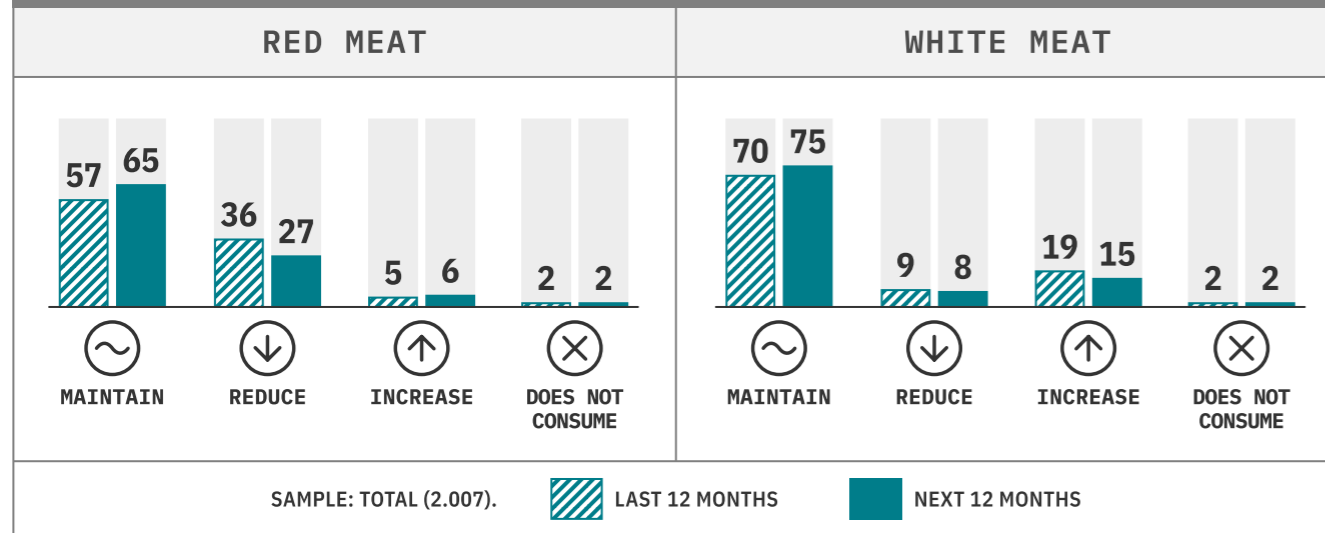 RED MEAT
57 65 36 27 5 6 2 2
MAINTAIN REDUCE INCREASE DOES NOT
CONSUME
WHITE MEAT
70 75 9 8 19 15 2 2
MAINTAIN REDUCE INCREASE DOES NOT
CONSUME
SAMPLE: TOTAL (2.007). LAST 12 MONTHS NEXT 12 MONTHS